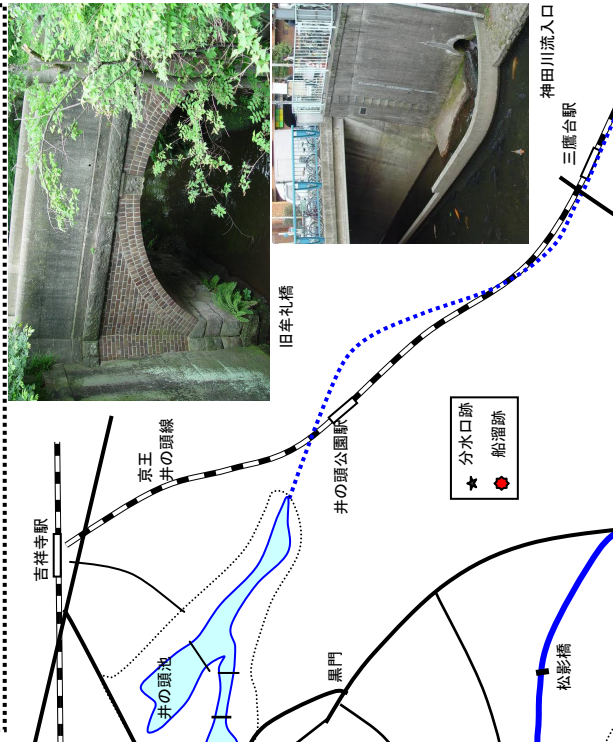 神田川流入口
三鷹台駅
旧牟礼橋
京王
井の頭線
井の頭公園駅
分水口跡
船溜跡
吉祥寺駅
井の頭池
黒門
松影橋